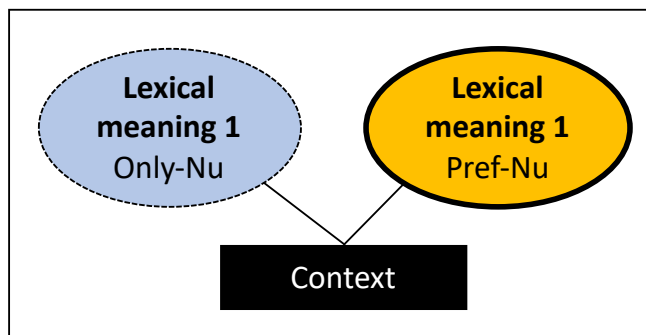 Lexical
meaning 1
Only-Nu
Lexical
meaning 1
Pref-Nu
Context